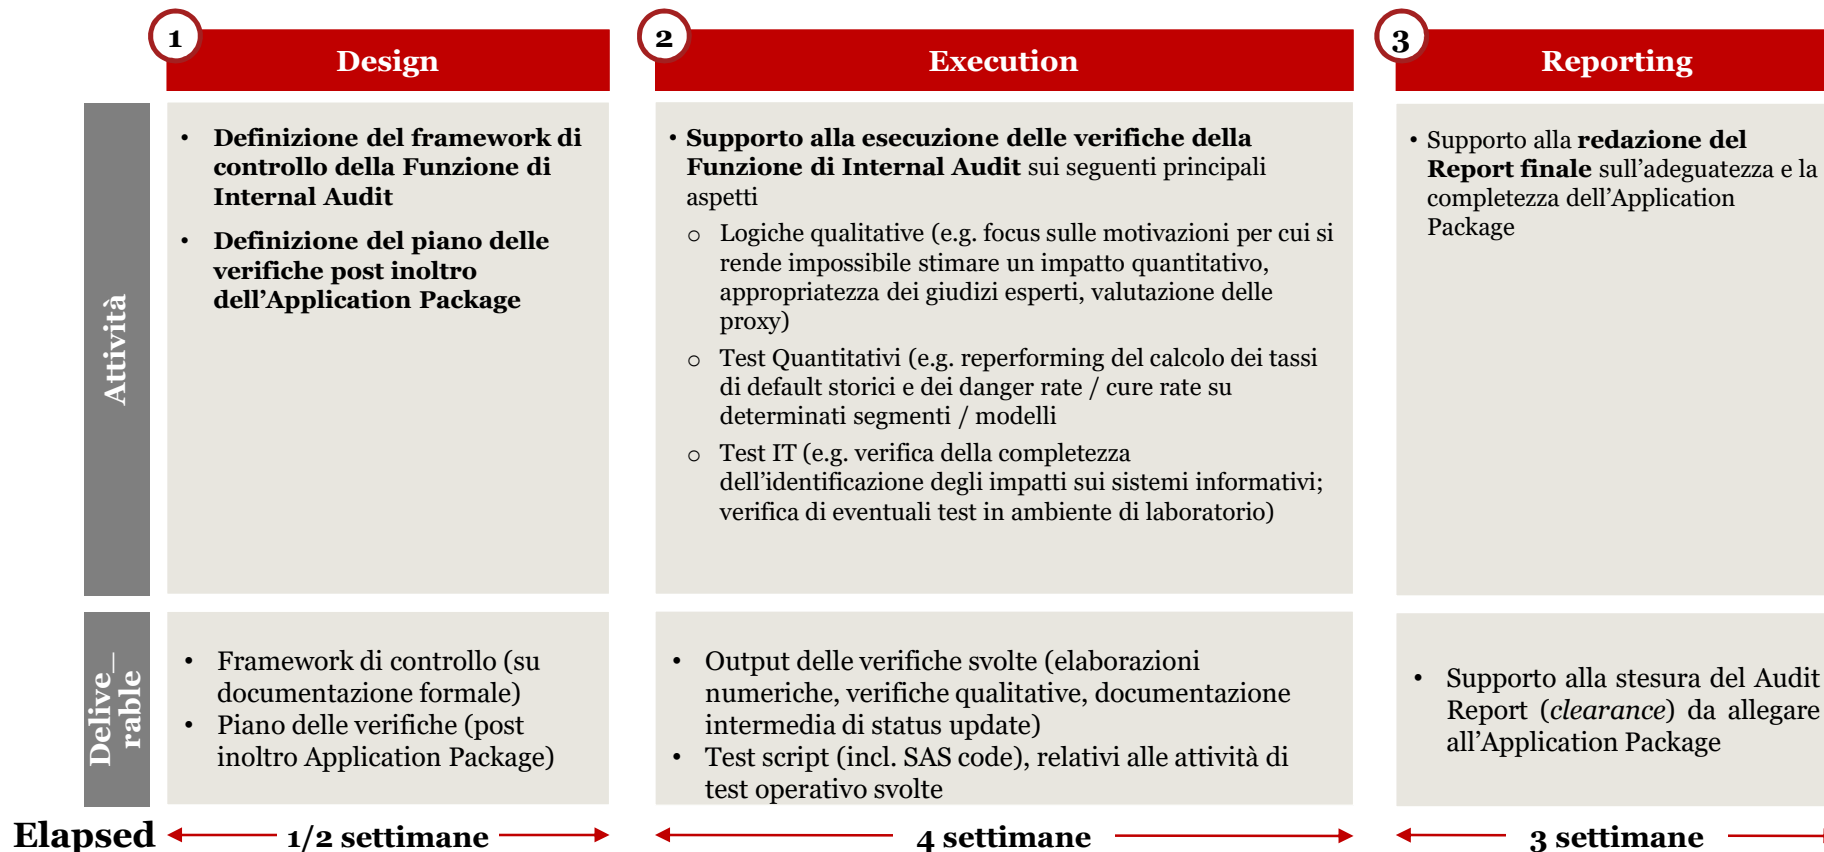 1
Design
2
Execution
3
Reporting
Attività
• Definizione del framework di
controllo della Funzione di
Internal Audit
• Definizione del piano delle
verifiche post inoltro
dell’Application Package
• Supporto alla esecuzione delle verifiche della
Funzione di Internal Audit sui seguenti principali
aspetti
o Logiche qualitative (e.g. focus sulle motivazioni per cui si
rende impossibile stimare un impatto quantitativo,
appropriatezza dei giudizi esperti, valutazione delle
proxy)
o Test Quantitativi (e.g. reperforming del calcolo dei tassi
di default storici e dei danger rate / cure rate su
determinati segmenti / modelli
o Test IT (e.g. verifica della completezza
dell’identificazione degli impatti sui sistemi informativi;
verifica di eventuali test in ambiente di laboratorio)
• Supporto alla redazione del
Report finale sull’adeguatezza e la
completezza dell’Application
Package
Delive_
rable
• Framework di controllo (su
documentazione formale)
• Piano delle verifiche (post
inoltro Application Package)
• Output delle verifiche svolte (elaborazioni
numeriche, verifiche qualitative, documentazione
intermedia di status update)
• Test script (incl. SAS code), relativi alle attività di
test operativo svolte
• Supporto alla stesura del Audit
Report (clearance) da allegare
all’Application Package
Elapsed
1/2 settimane
4 settimane
3 settimane